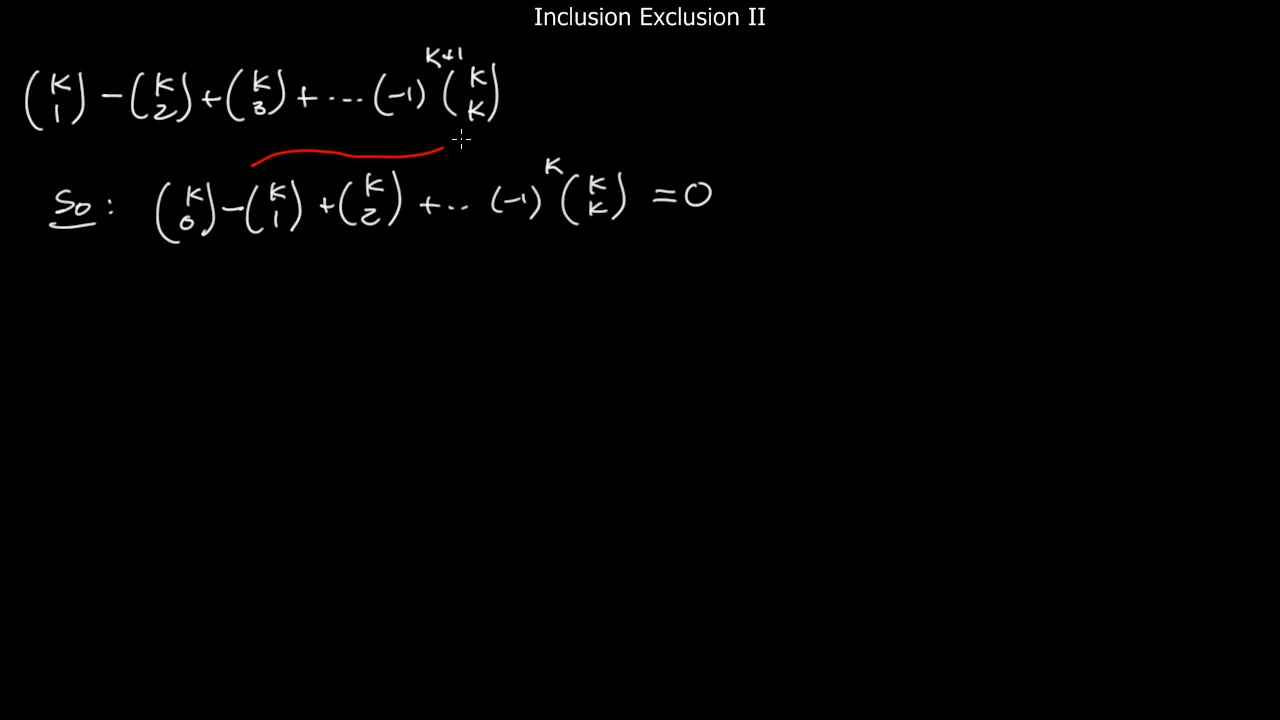 Inclusion Exclusion II
(K 1) - (K 2) + (K 3) + ... (-1)^{K+1} (K K)
So: (K 0) - (K 1) + (K 2) + ... (-1)^K (K K) = 0